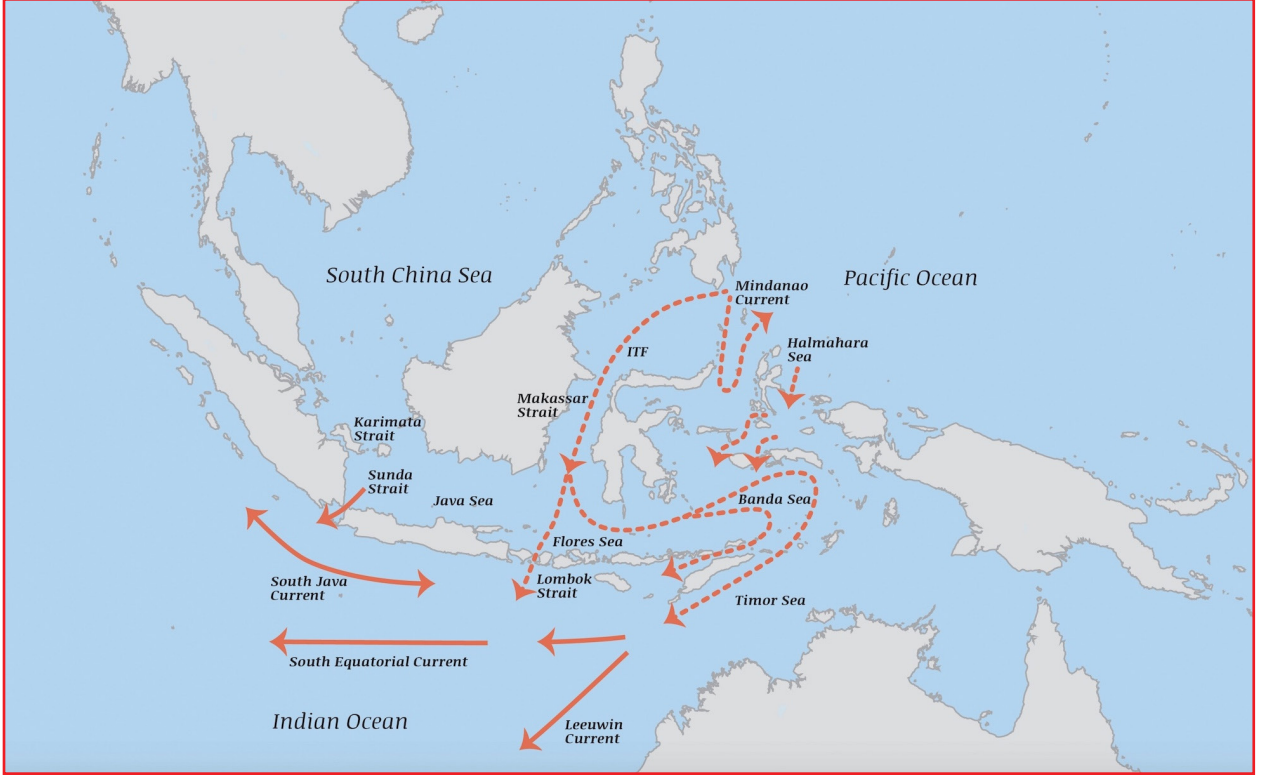 South China Sea
Pacific Ocean
Mindanao
Current
Halmahara
Sea
ITF
Makassar
Strait
Karimata
Strait
Sunda
Strait
Java Sea
Banda Sea
Flores Sea
South Java
Current
Lombok
Strait
Timor Sea
South Equatorial Current
Indian Ocean
Leeuwin
Current